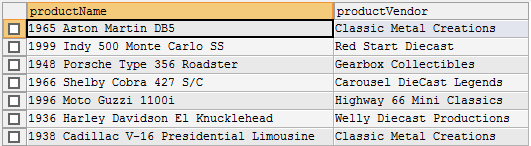 productName productVendor
1965 Aston Martin DB5 Classic Metal Creations
1999 Indy 500 Monte Carlo SS Red Start Diecast
1948 Porsche Type 356 Roadster Gearbox Collectibles
1966 Shelby Cobra 427 S/C Carousel DieCast Legends
1996 Moto Guzzi 1100i Highway 66 Mini Classics
1936 Harley Davidson El Knucklehead Welly Diecast Productions
1938 Cadillac V-16 Presidential Limousine Classic Metal Creations